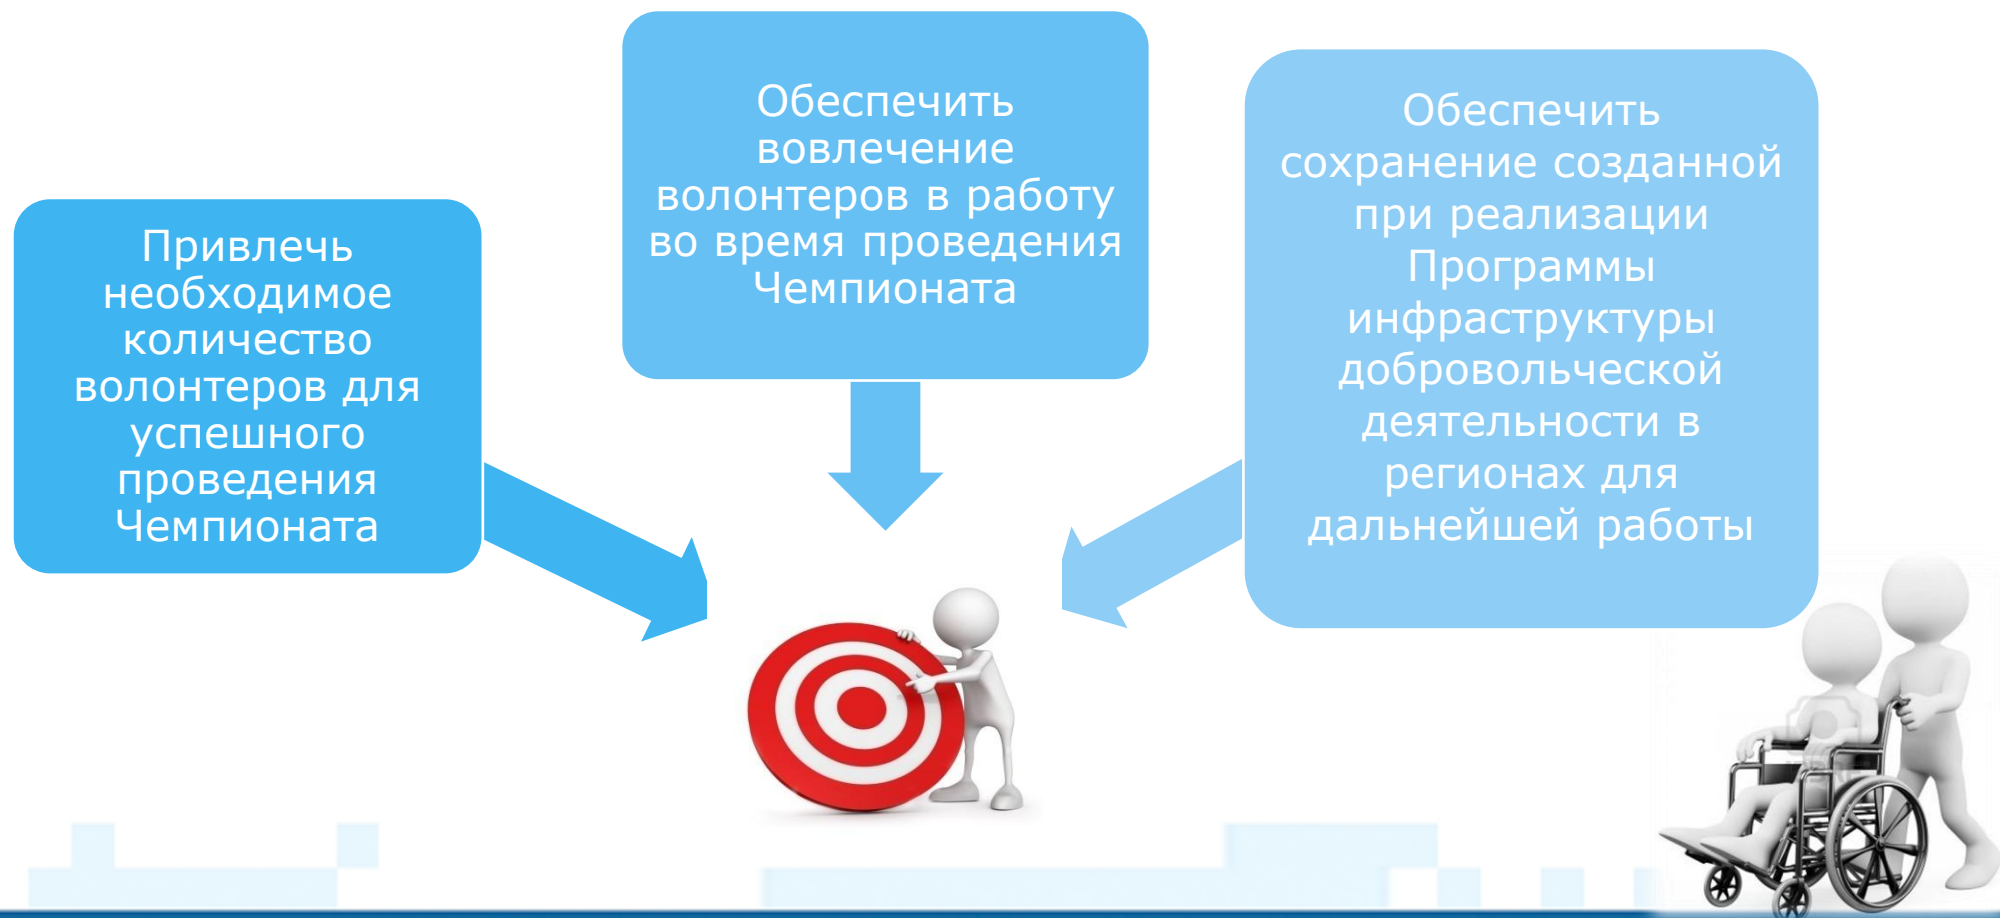 Привлечь
необходимое
количество
волонтеров для
успешного
проведения
Чемпионата
Обеспечить
вовлечение
волонтеров в работу
во время проведения
Чемпионата
Обеспечить
сохранение созданной
при реализации
Программы
инфраструктуры
добровольческой
деятельности в
регионах для
дальнейшей работы